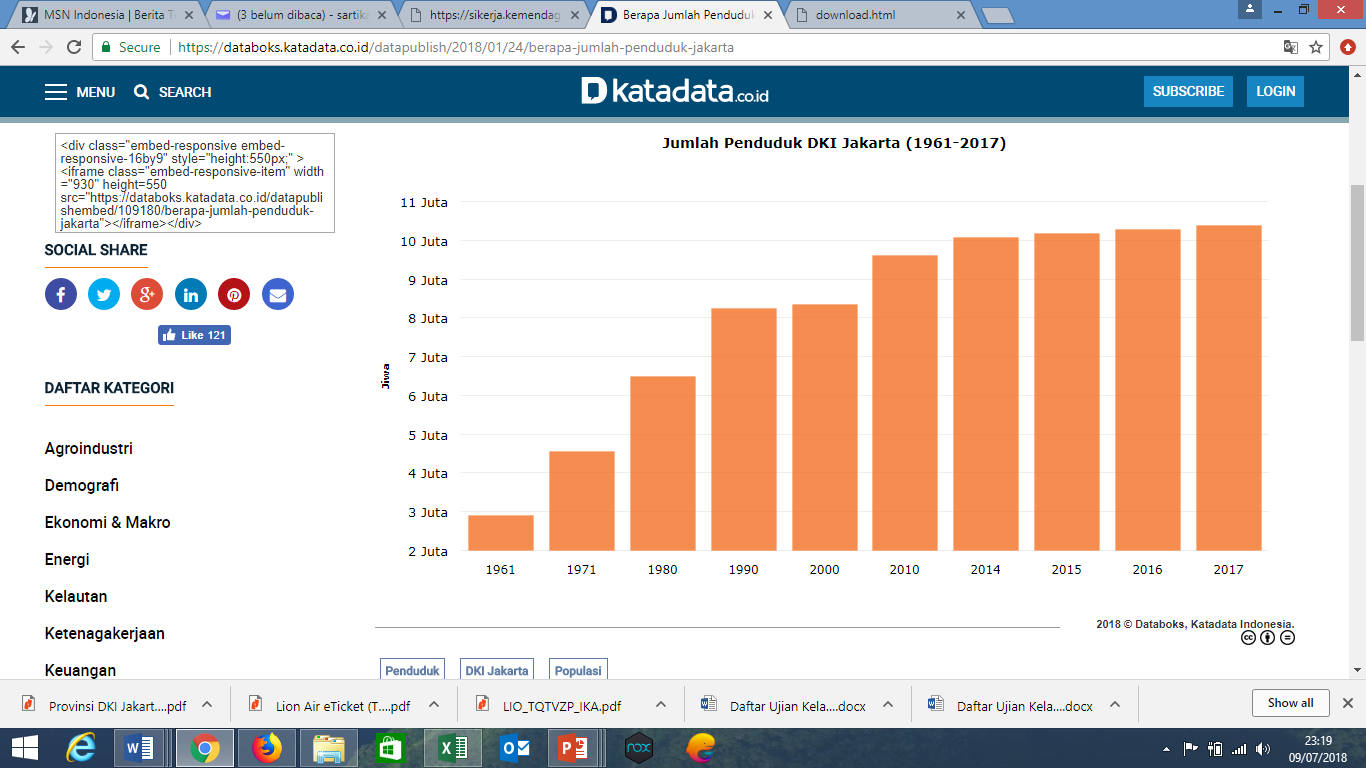 MSN Indonesia | Berita T
(3 belum dibaca) - sartik
https://sikerja.kemendag
Berapa Jumlah Penduduk
download.html
Secure
https://databoks.katadata.co.id/datapublish/2018/01/24/berapa-jumlah-penduduk-jakarta
MENU
SEARCH
katadata.co.id
SUBSCRIBE
LOGIN
<div class="embed-responsive embed-
responsive-16by9" style="height:550px;" >
<iframe class="embed-responsive-item" width
="930" height=550
src="https://databoks.katadata.co.id/datapubli
shembed/109180/berapa-jumlah-penduduk-
jakarta"></iframe></div>
SOCIAL SHARE
Like 121
DAFTAR KATEGORI
Agroindustri
Demografi
Ekonomi & Makro
Energi
Kelautan
Ketenagakerjaan
Keuangan
Jumlah Penduduk DKI Jakarta (1961-2017)
11 Juta
10 Juta
9 Juta
8 Juta
7 Juta
6 Juta
5 Juta
4 Juta
3 Juta
2 Juta
Jiwa
1961 1971 1980 1990 2000 2010 2014 2015 2016 2017
2018 © Databoks, Katadata Indonesia.
Penduduk
DKI Jakarta
Populasi
Provinsi DKI Jakart....pdf
Lion Air eTicket (T....pdf
LIO_TQTVZP_IKA.pdf
Daftar Ujian Kela....docx
Daftar Ujian Kela....docx
Show all
nox
23:19
09/07/2018